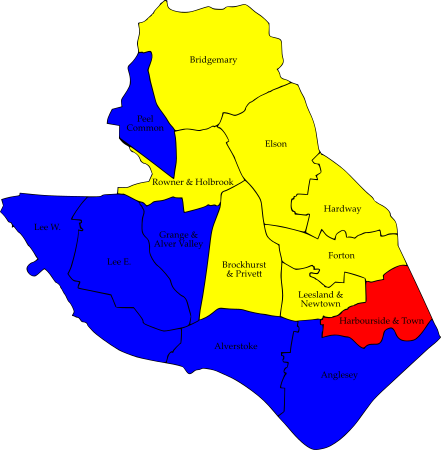 Bridgemary
Peel
Common
Elson
Rowner & Holbrook
Hardway
Lee W.
Grange &
Alver Valley
Forton
Lee E.
Brockhurst
& Privett
Leesland &
Newtown
Harbourside & Town
Alverstoke
Anglesey